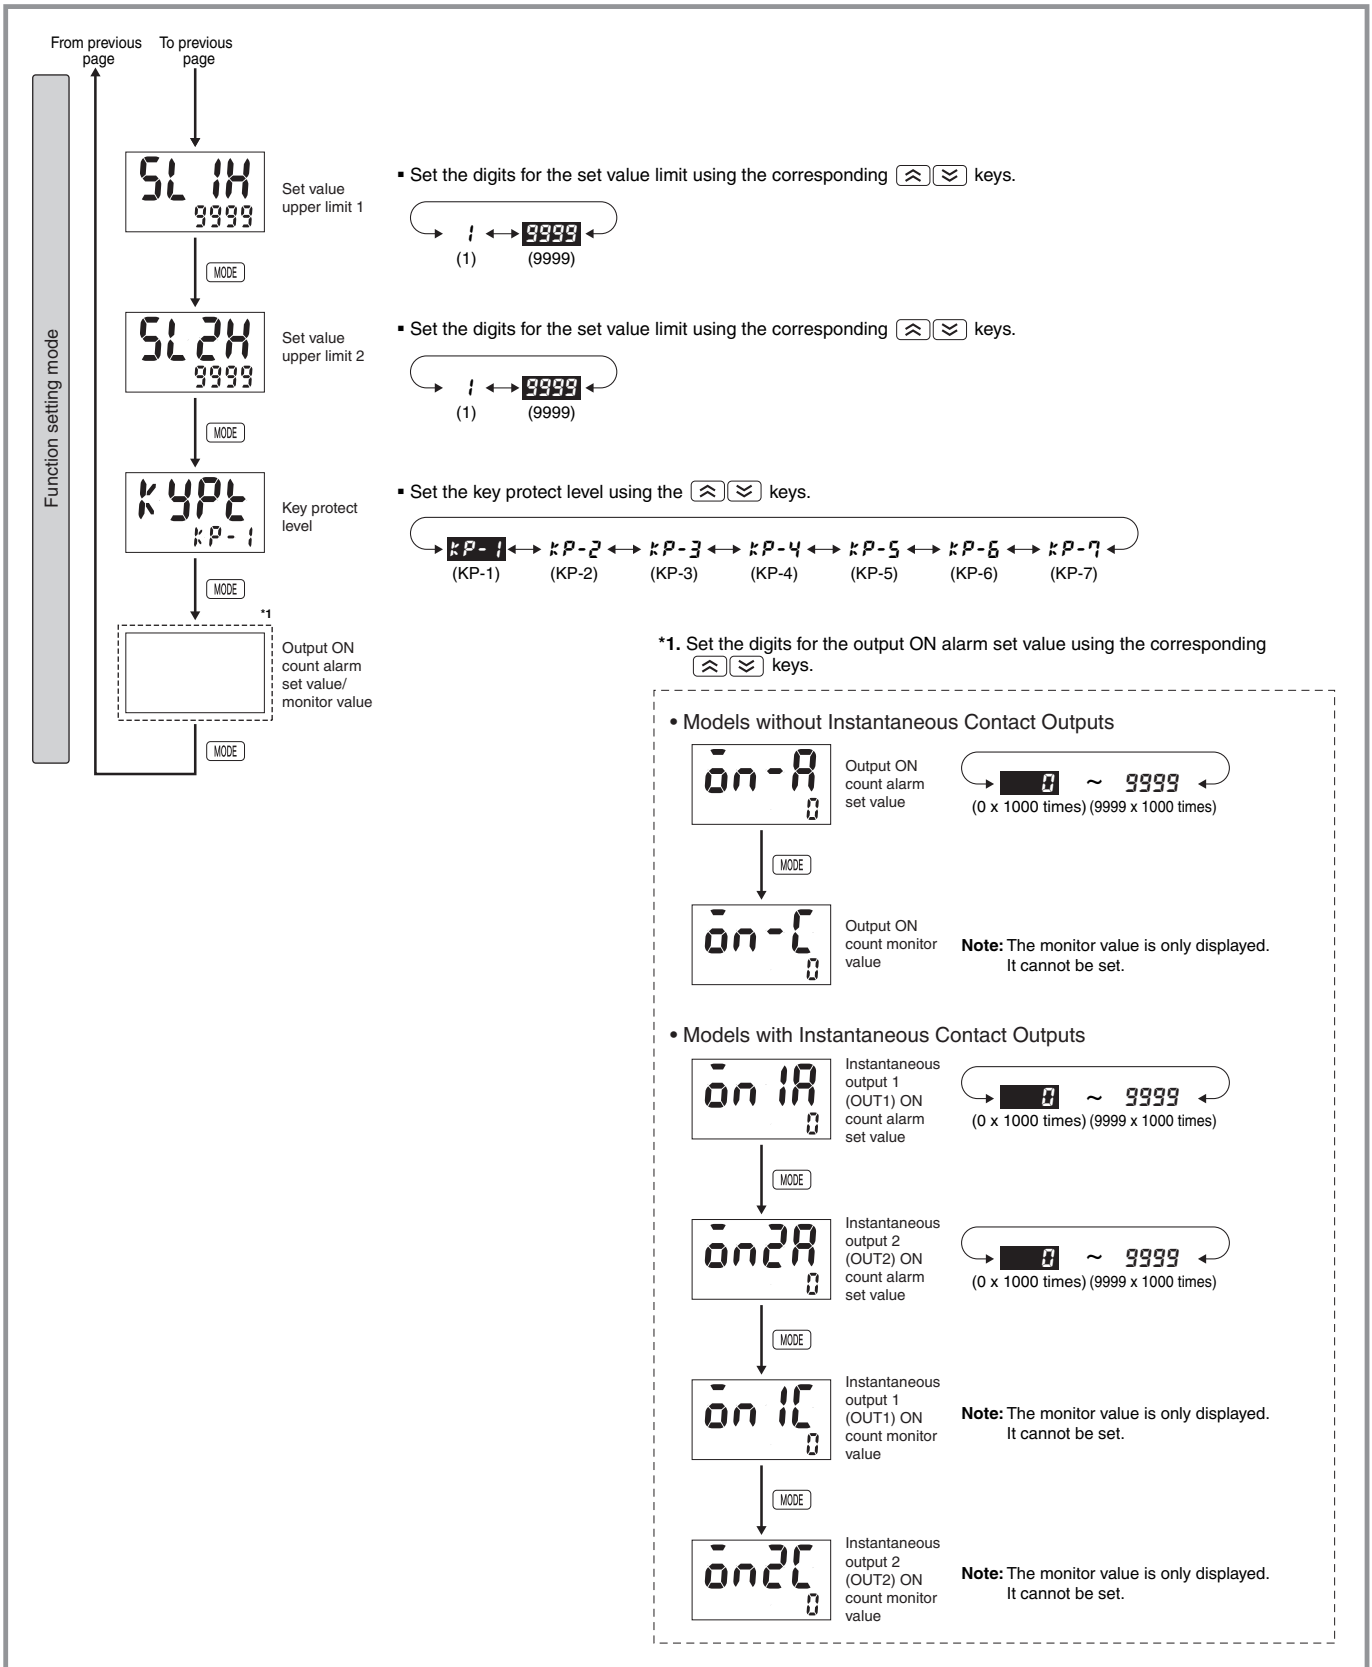 From previous page
To previous page
Function setting mode
SL1H
9999
Set value
upper limit 1
▪ Set the digits for the set value limit using the corresponding keys.
1 9999
(1) (9999)
MODE
SL2H
9999
Set value
upper limit 2
▪ Set the digits for the set value limit using the corresponding keys.
1 9999
(1) (9999)
MODE
KYPt
KP-1
Key protect
level
▪ Set the key protect level using the keys.
KP-1 KP-2 KP-3 KP-4 KP-5 KP-6 KP-7
(KP-1) (KP-2) (KP-3) (KP-4) (KP-5) (KP-6) (KP-7)
MODE
*1
Output ON
count alarm
set value/
monitor value
MODE
*1. Set the digits for the output ON alarm set value using the corresponding
keys.
• Models without Instantaneous Contact Outputs
on-A
0
Output ON
count alarm
set value
0 ~ 9999
(0 x 1000 times) (9999 x 1000 times)
MODE
on-C
0
Output ON
count monitor
value
Note: The monitor value is only displayed.
It cannot be set.
• Models with Instantaneous Contact Outputs
on1A
0
Instantaneous
output 1
(OUT1) ON
count alarm
set value
0 ~ 9999
(0 x 1000 times) (9999 x 1000 times)
MODE
on2A
0
Instantaneous
output 2
(OUT2) ON
count alarm
set value
0 ~ 9999
(0 x 1000 times) (9999 x 1000 times)
MODE
on1C
0
Instantaneous
output 1
(OUT1) ON
count monitor
value
Note: The monitor value is only displayed.
It cannot be set.
MODE
on2C
0
Instantaneous
output 2
(OUT2) ON
count monitor
value
Note: The monitor value is only displayed.
It cannot be set.